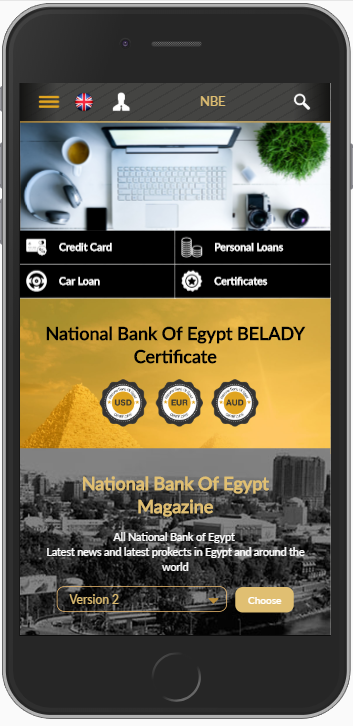 NBE
Credit Card
Personal Loans
Car Loan
Certificates
National Bank Of Egypt BELADY
Certificate
USD
EUR
AUD
National Bank Of Egypt
Magazine
All National Bank of Egypt
Latest news and latest prokects in Egypt and around the
world
Version 2
Choose